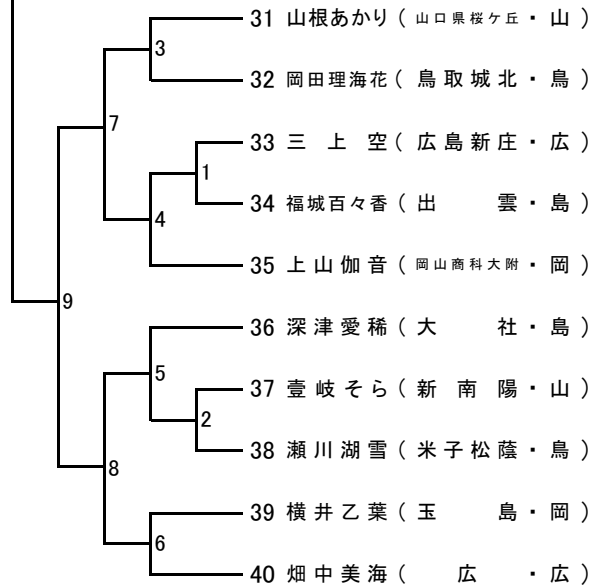 31 山根あかり ( 山口県桜ケ丘 ・ 山 )
3
32 岡田理海花 ( 鳥取城北 ・ 鳥 )
7
33 三上空 ( 広島新庄 ・ 広 )
1
34 福城百々香 ( 出雲 ・ 島 )
4
35 上山伽音 ( 岡山商科大附 ・ 岡 )
9
36 深津愛稀 ( 大社 ・ 島 )
5
37 壹岐そら ( 新南陽 ・ 山 )
2
38 瀬川湖雪 ( 米子松蔭 ・ 鳥 )
8
39 横井乙葉 ( 玉島 ・ 岡 )
6
40 畑中美海 ( 広 ・ 広 )